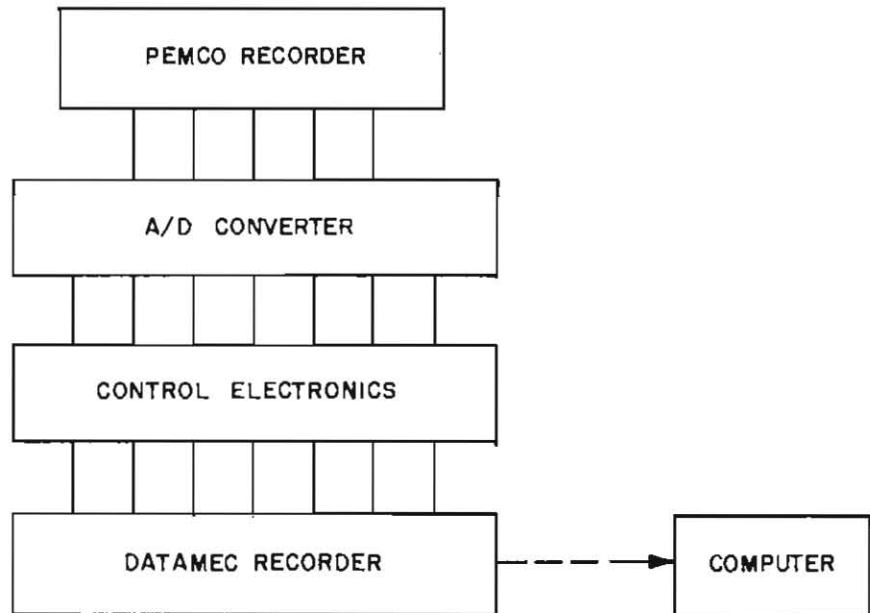 PEMCO RECORDER
A/D CONVERTER
CONTROL ELECTRONICS
DATAMEC RECORDER
COMPUTER